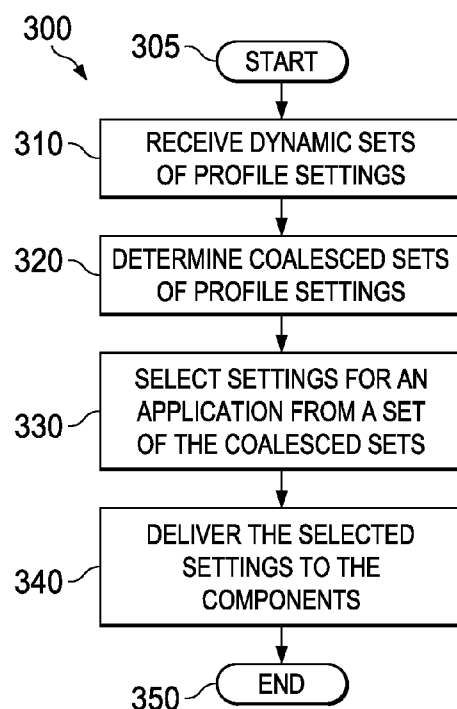 300
305
START
310
RECEIVE DYNAMIC SETS
OF PROFILE SETTINGS
320
DETERMINE COALESCED SETS
OF PROFILE SETTINGS
330
SELECT SETTINGS FOR AN
APPLICATION FROM A SET
OF THE COALESCED SETS
340
DELIVER THE SELECTED
SETTINGS TO THE
COMPONENTS
350
END